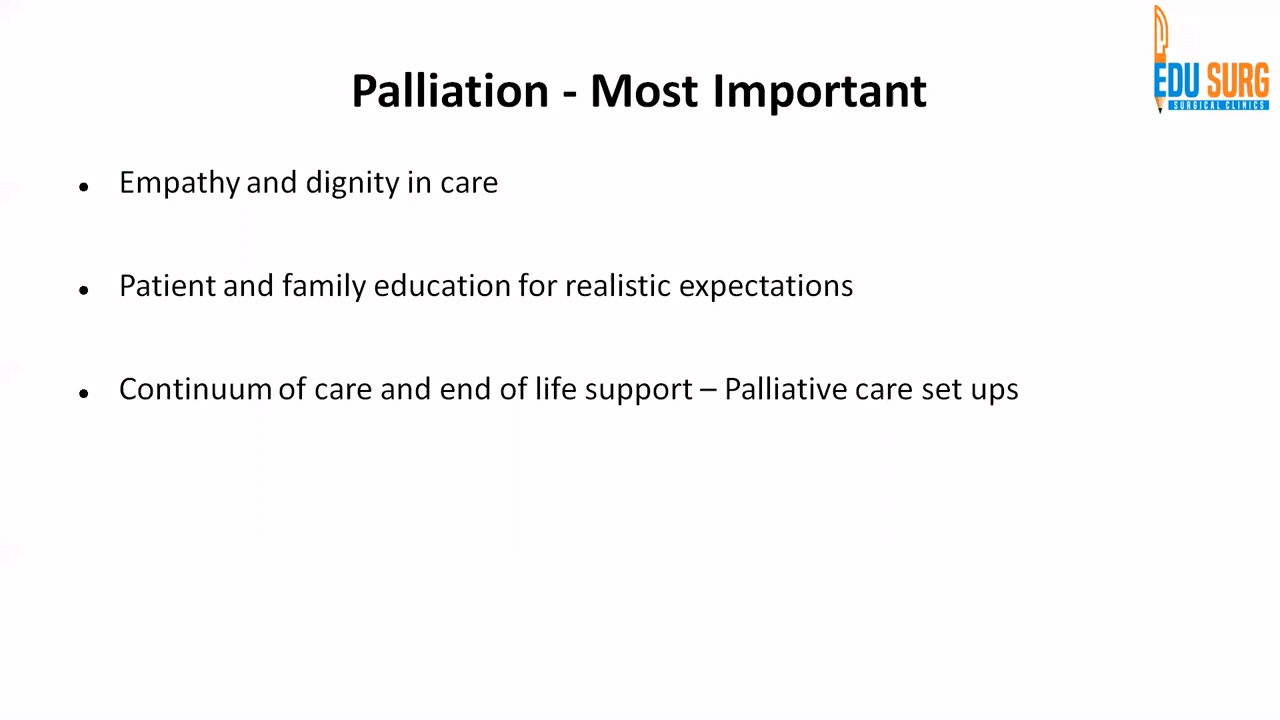 Palliation - Most Important
EDU SURG
SURGICAL CLINICS
• Empathy and dignity in care
• Patient and family education for realistic expectations
• Continuum of care and end of life support – Palliative care set ups